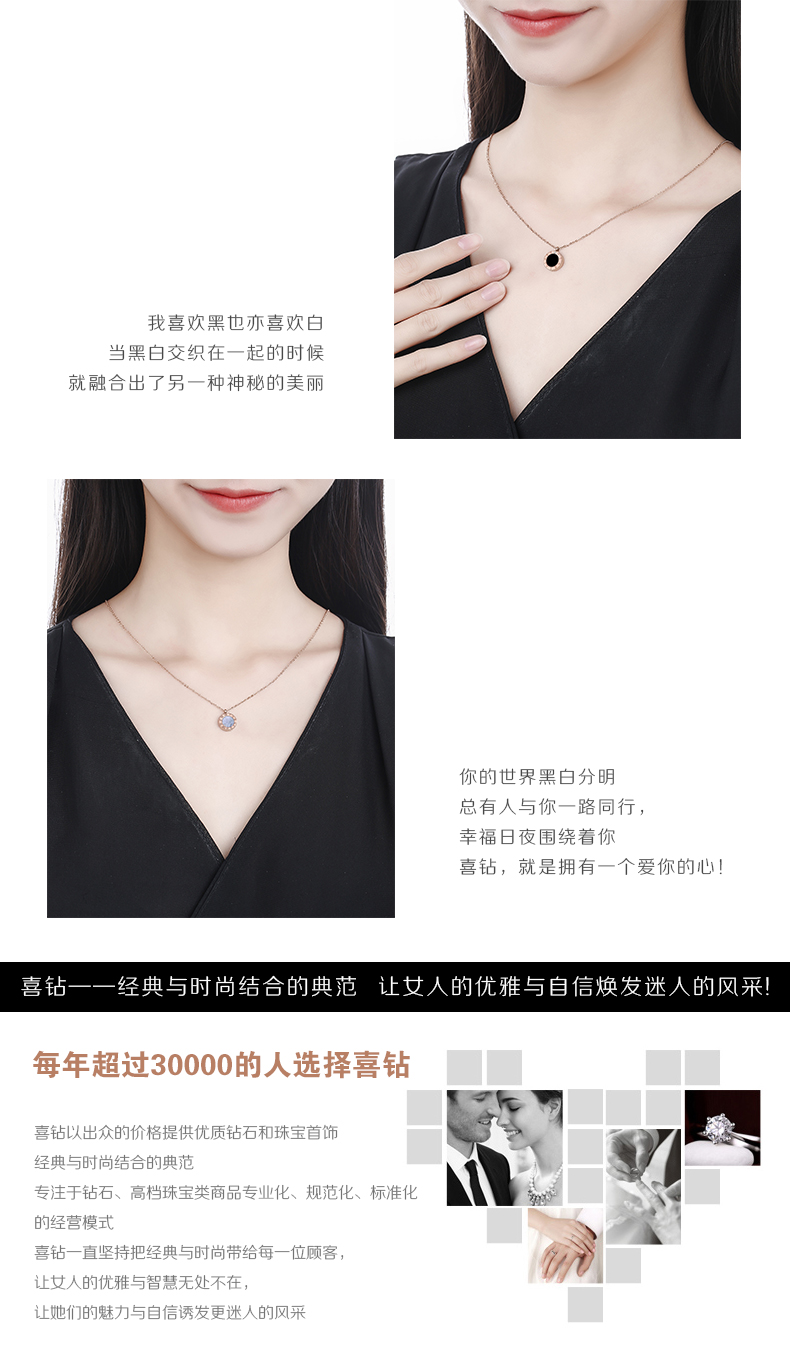 我喜欢黑也亦喜欢白
当黑白交织在一起的时候
就融合出了另一种神秘的美丽
你的世界黑白分明
总有人与你一路同行，
幸福日夜围绕着你
喜钻，就是拥有一个爱你的心！
喜钻——经典与时尚结合的典范 让女人的优雅与自信焕发迷人的风采!
每年超过30000的人选择喜钻
喜钻以出众的价格提供优质钻石和珠宝首饰
经典与时尚结合的典范
专注于钻石、高档珠宝类商品专业化、规范化、标准化
的经营模式
喜钻一直坚持把经典与时尚带给每一位顾客，
让女人的优雅与智慧无处不在，
让她们的魅力与自信诱发更迷人的风采